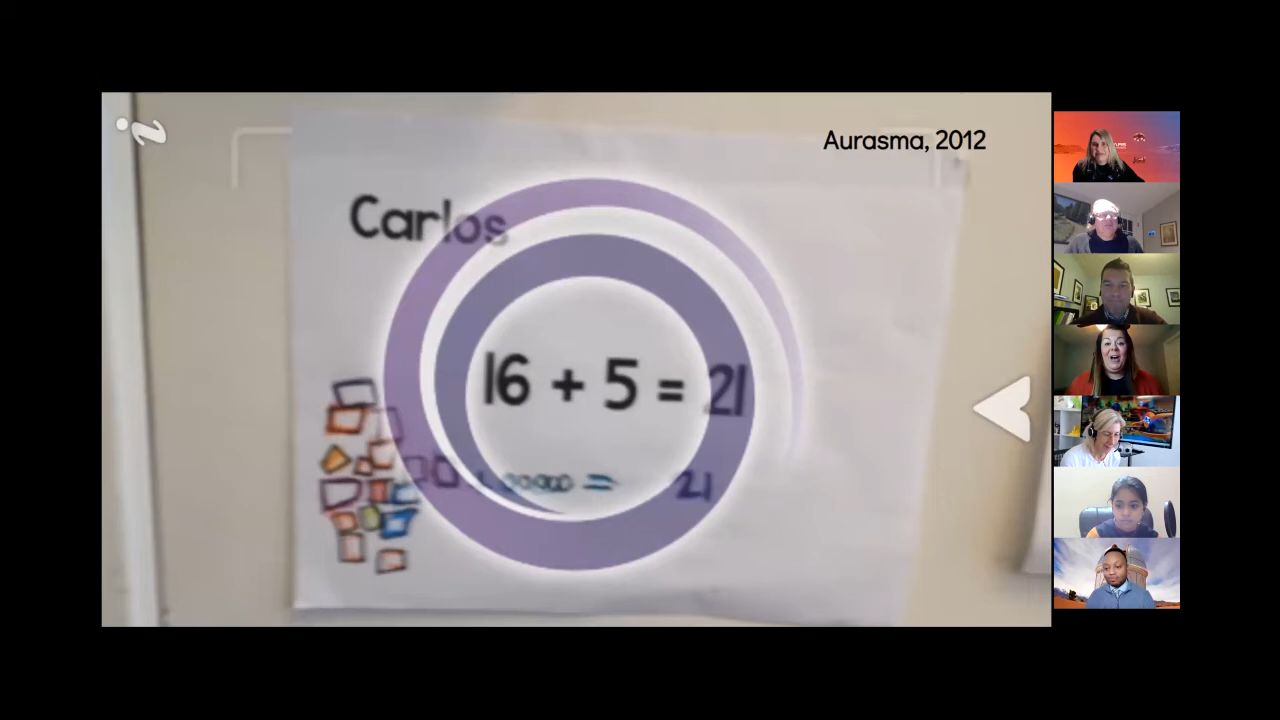 Aurasma, 2012
Carlos
16 + 5 = 21
= 21